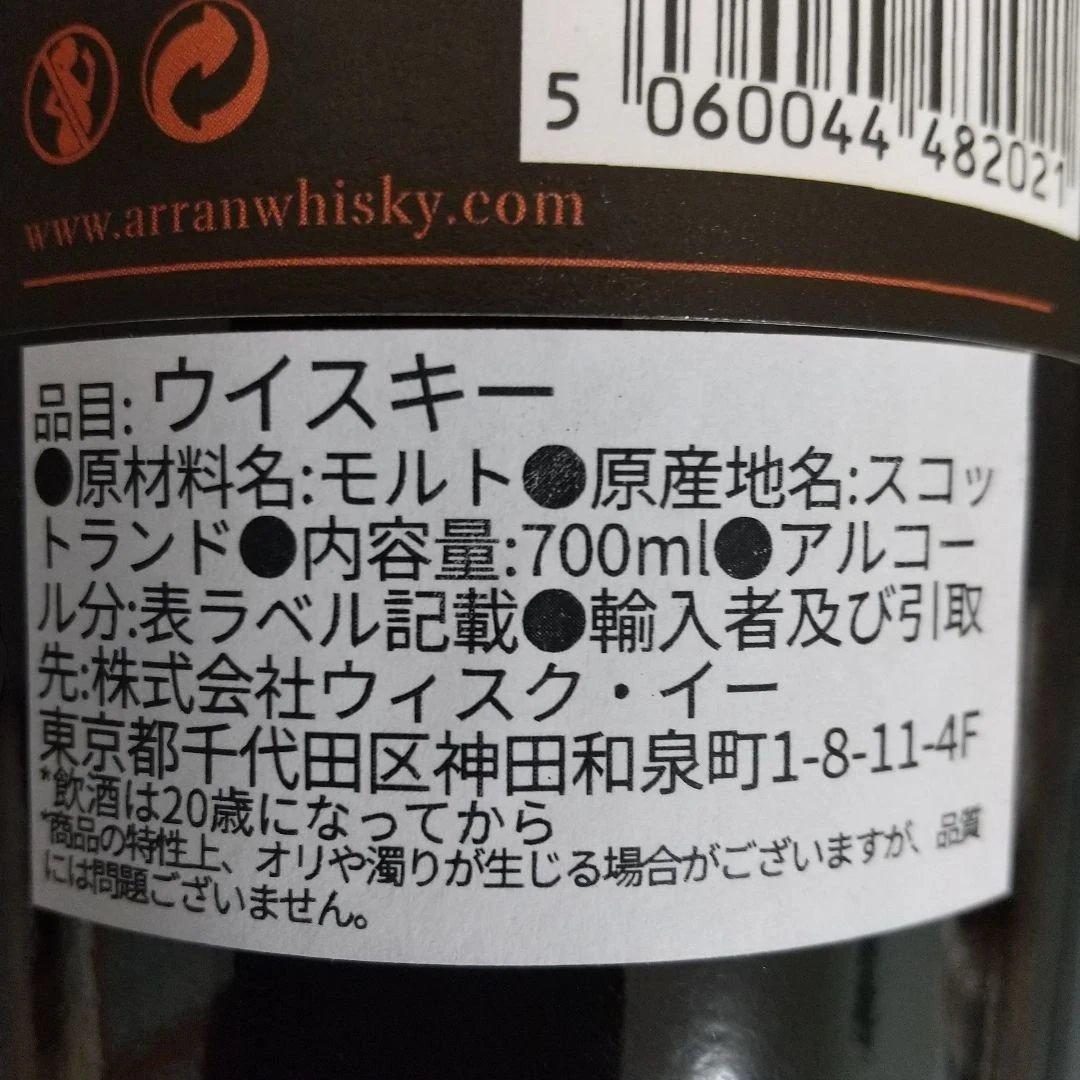 5 060044 482021
www.arranwhisky.com
品目: ウイスキー
●原材料名:モルト●原産地名:スコッ
トランド●内容量:700ml●アルコー
ル分:表ラベル記載●輸入者及び引取
先:株式会社ウィスク・イー
東京都千代田区神田和泉町1-8-11-4F
*飲酒は20歳になってから
*商品の特性上、オリや濁りが生じる場合がございますが、品質
には問題ございません。